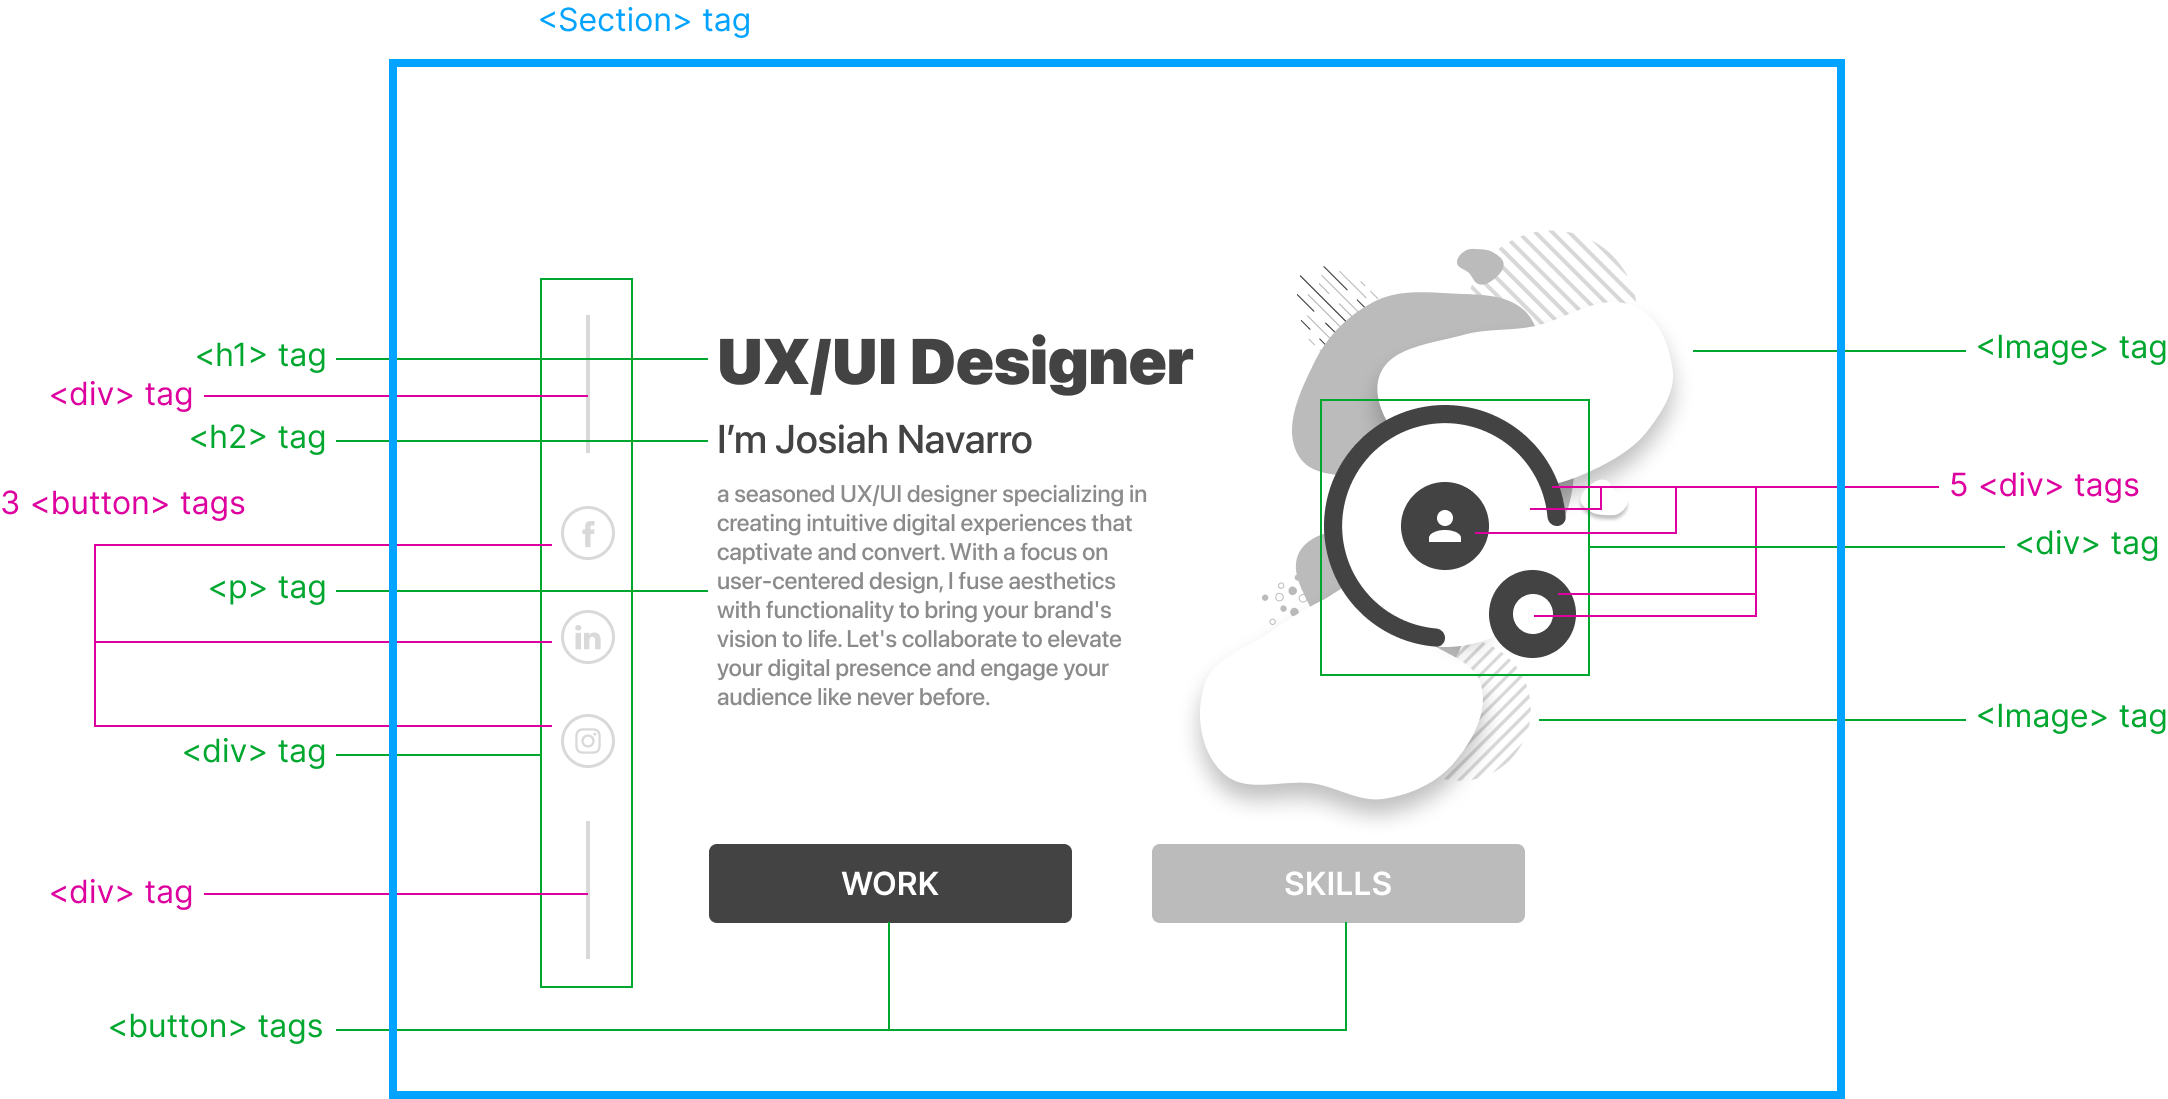 <Section> tag
<h1> tag
<div> tag
<h2> tag
3 <button> tags
<p> tag
<div> tag
<div> tag
<button> tags
f
in
UX/UI Designer
I’m Josiah Navarro
a seasoned UX/UI designer specializing in
creating intuitive digital experiences that
captivate and convert. With a focus on
user-centered design, I fuse aesthetics
with functionality to bring your brand's
vision to life. Let's collaborate to elevate
your digital presence and engage your
audience like never before.
WORK
SKILLS
<Image> tag
5 <div> tags
<div> tag
<Image> tag